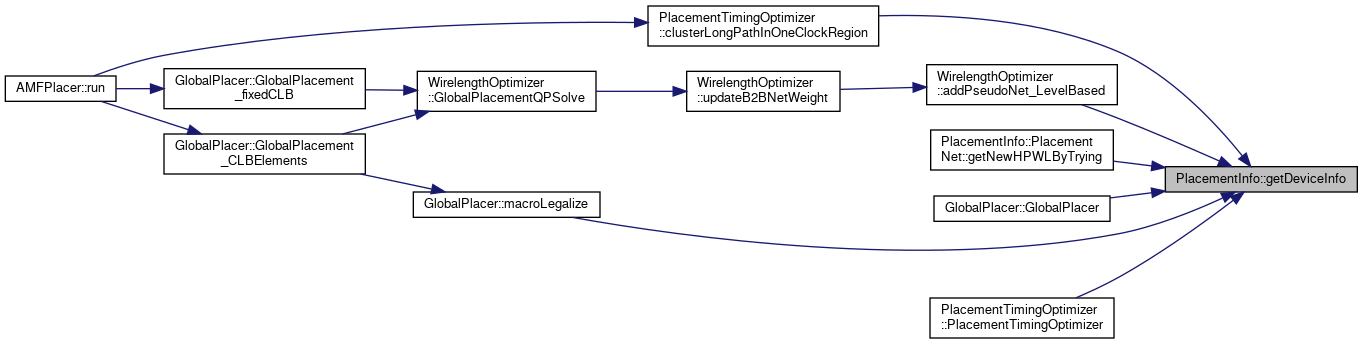 PlacementTimingOptimizer
::clusterLongPathInOneClockRegion
AMFPlacer::run
GlobalPlacer::GlobalPlacement
_fixedCLB
WirelengthOptimizer
::GlobalPlacementQPSolve
WirelengthOptimizer
::updateB2BNetWeight
WirelengthOptimizer
::addPseudoNet_LevelBased
GlobalPlacer::GlobalPlacement
_CLBElements
PlacementInfo::Placement
Net::getNewHPWLByTrying
PlacementInfo::getDeviceInfo
GlobalPlacer::macroLegalize
GlobalPlacer::GlobalPlacer
PlacementTimingOptimizer
::PlacementTimingOptimizer